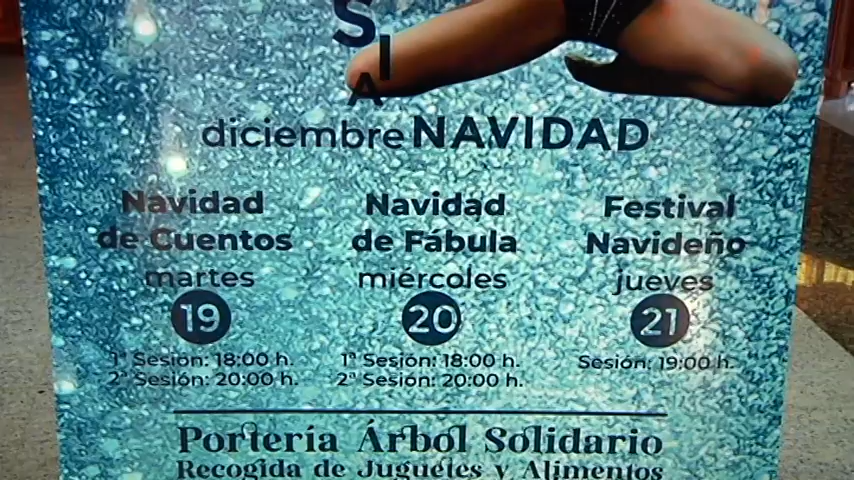 SIA
diciembre NAVIDAD
Navidad
de Cuentos
martes
19
1ª Sesión: 18:00 h.
2ª Sesión: 20:00 h.
Navidad
de Fábula
miércoles
20
1ª Sesión: 18:00 h.
2ª Sesión: 20:00 h.
Festival
Navideño
jueves
21
Sesión: 19:00 h.
Portería Árbol Solidario
Recogida de Juguetes y Alimentos